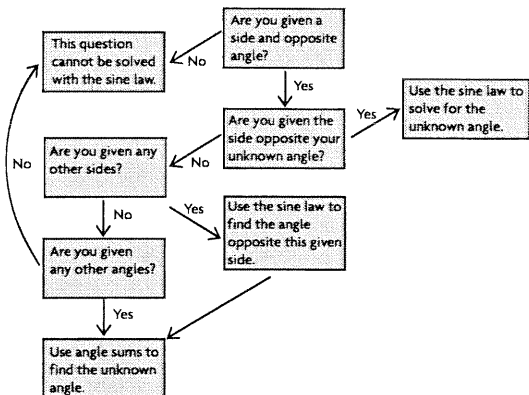 Are you given a
side and opposite
angle?
This question
cannot be solved
with the sine law.
No
Yes
Are you given the
side opposite your
unknown angle?
Yes
Use the sine law to
solve for the
unknown angle.
No
Are you given any
other sides?
No
No
Yes
Use the sine law to
find the angle
opposite this given
side.
Are you given
any other angles?
Yes
Use angle sums to
find the unknown
angle.